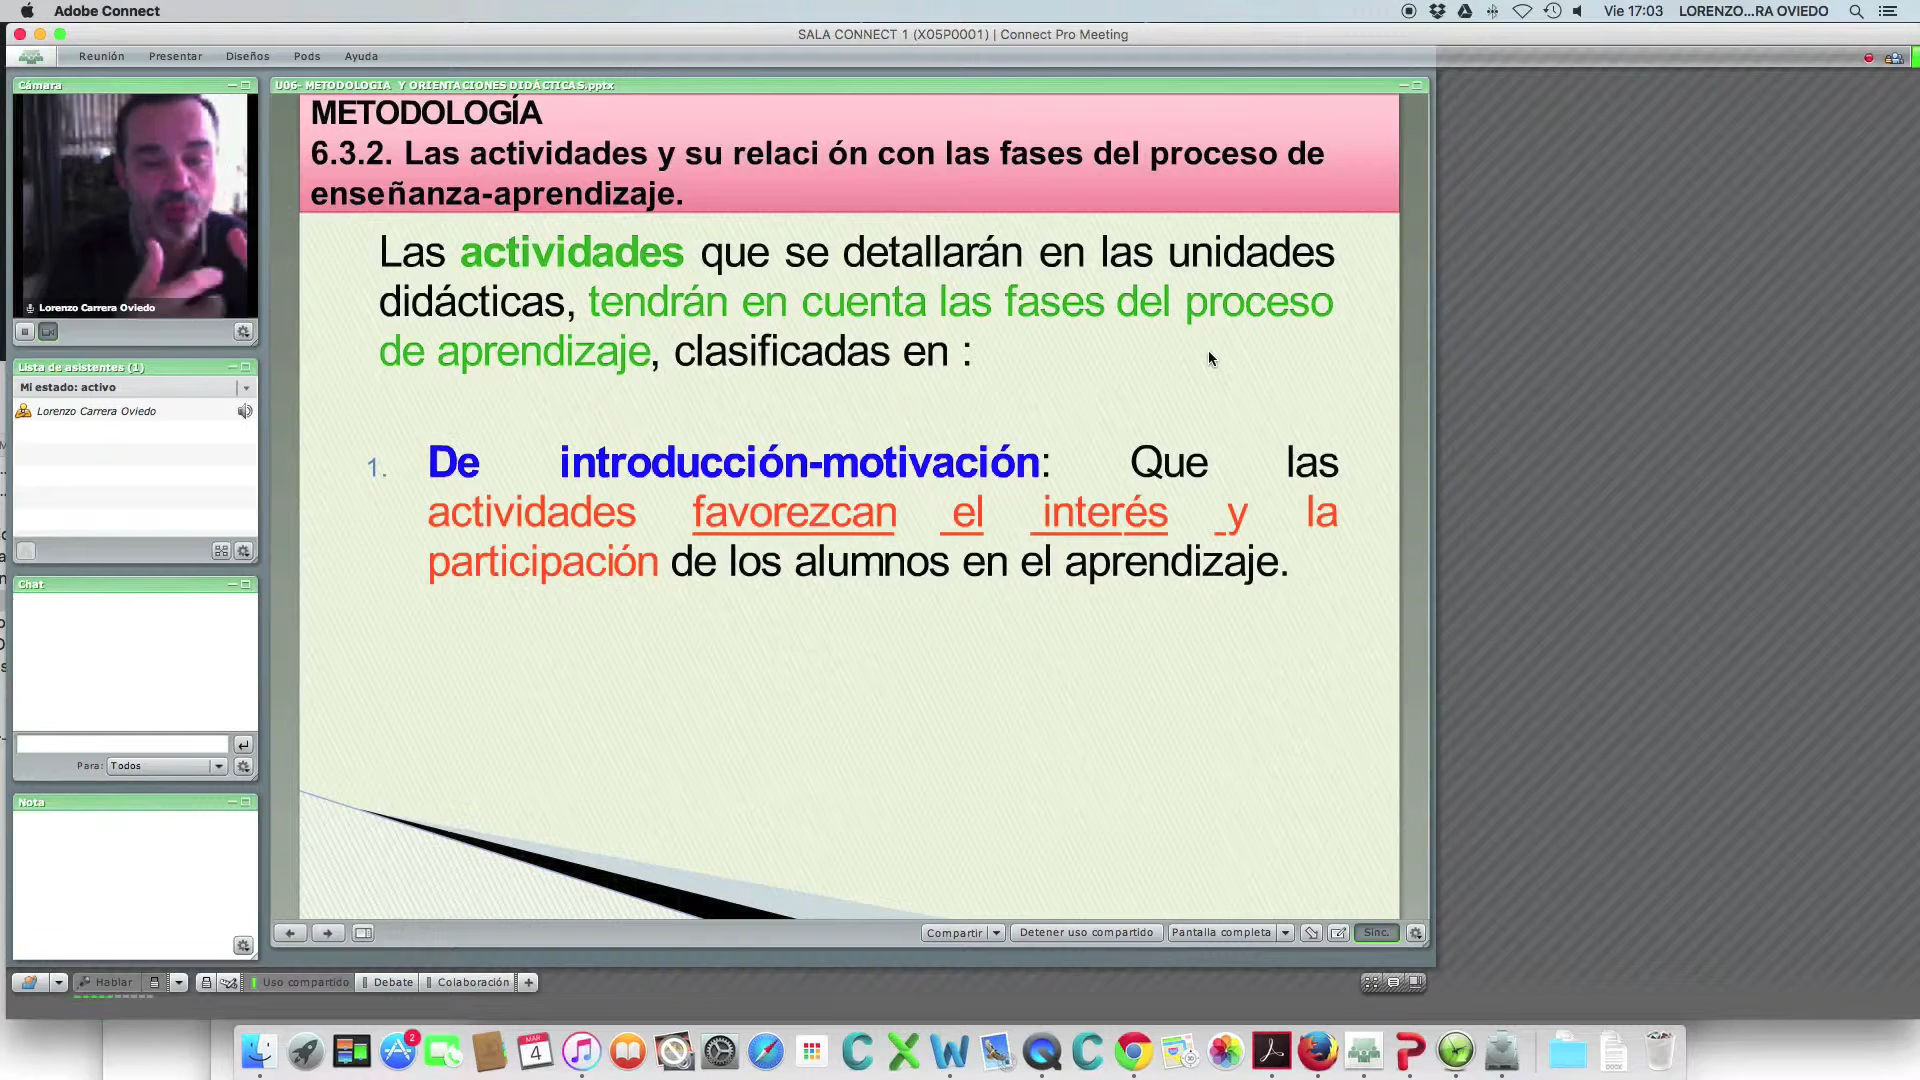 Adobe Connect
Vie 17:03
LORENZO...RA OVIEDO
SALA CONNECT 1 (X05P0001) | Connect Pro Meeting
Reunión Presentar Diseños Pods Ayuda
Cámara
Lorenzo Carrera Oviedo
Lista de asistentes (1)
Mi estado: activo
Lorenzo Carrera Oviedo
Chat
Para: Todos
Nota
U06- METODOLOGIA Y ORIENTACIONES DIDÁCTICAS.pptx
METODOLOGÍA
6.3.2. Las actividades y su relaci ón con las fases del proceso de
enseñanza-aprendizaje.
Las actividades que se detallarán en las unidades
didácticas, tendrán en cuenta las fases del proceso
de aprendizaje, clasificadas en :
1. De introducción-motivación: Que las
actividades favorezcan el interés y la
participación de los alumnos en el aprendizaje.
Compartir Detener uso compartido Pantalla completa Sinc.
Hablar Uso compartido Debate Colaboración
2
MAR
4
DOCX